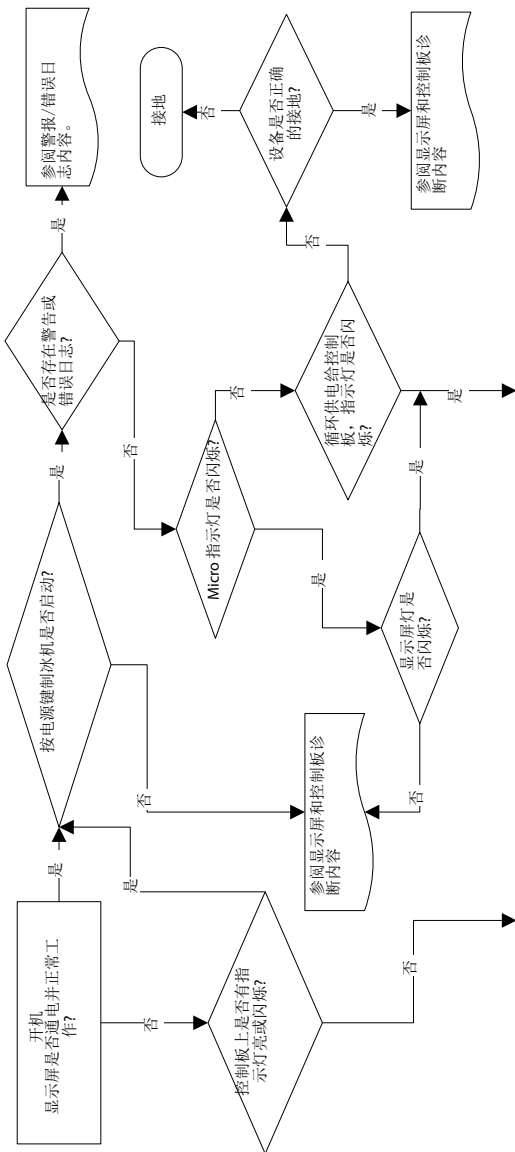 开机
显示屏是否通电并正常工
作?
是
否
按电源键制冰机是否启动?
是
否
是否存在警告或
错误日志?
是
否
参阅警报/错误日
志内容。
控制板上是否有指
示灯亮或闪烁?
是
否
参阅显示屏和控制板诊
断内容
Micro 指示灯是否闪烁?
否
是
显示屏灯是
否闪烁?
否
是
循环供电给控制
板，指示灯是否闪
烁?
否
是
设备是否正确
的接地?
否
是
接地
参阅显示屏和控制板诊
断内容